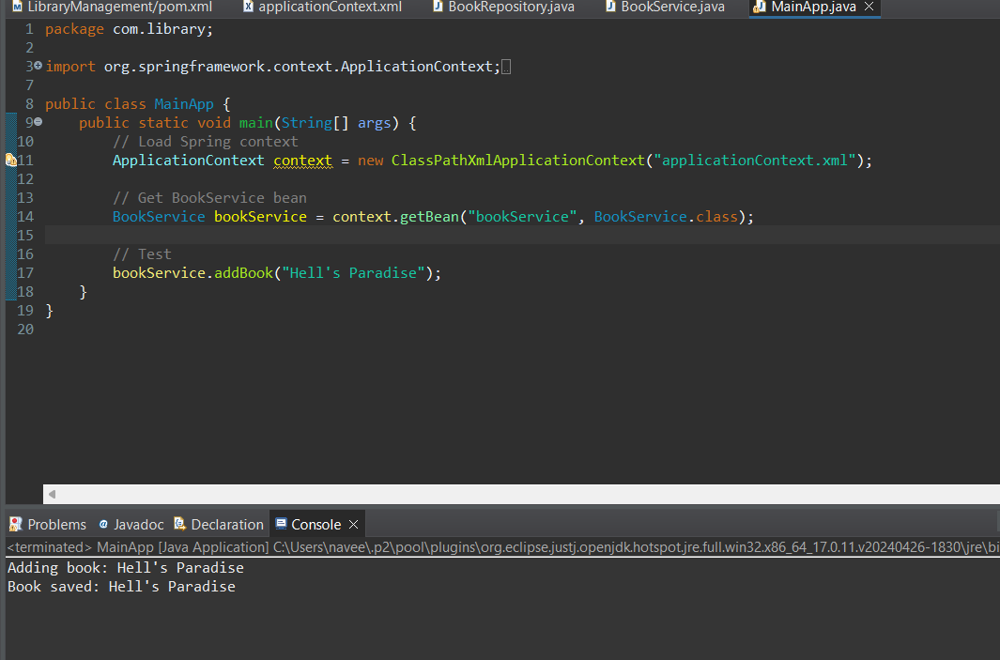 LibraryManagement/pom.xml applicationContext.xml BookRepository.java BookService.java MainApp.java
1 package com.library;
2
3 import org.springframework.context.ApplicationContext;
7
8 public class MainApp {
9 public static void main(String[] args) {
10 // Load Spring context
11 ApplicationContext context = new ClassPathXmlApplicationContext("applicationContext.xml");
12
13 // Get BookService bean
14 BookService bookService = context.getBean("bookService", BookService.class);
15
16 // Test
17 bookService.addBook("Hell's Paradise");
18 }
19 }
20
Problems Javadoc Declaration Console
<terminated> MainApp [Java Application] C:\Users\navee\.p2\pool\plugins\org.eclipse.justj.openjdk.hotspot.jre.full.win32.x86_64_17.0.11.v20240426-1830\jre\bi
Adding book: Hell's Paradise
Book saved: Hell's Paradise